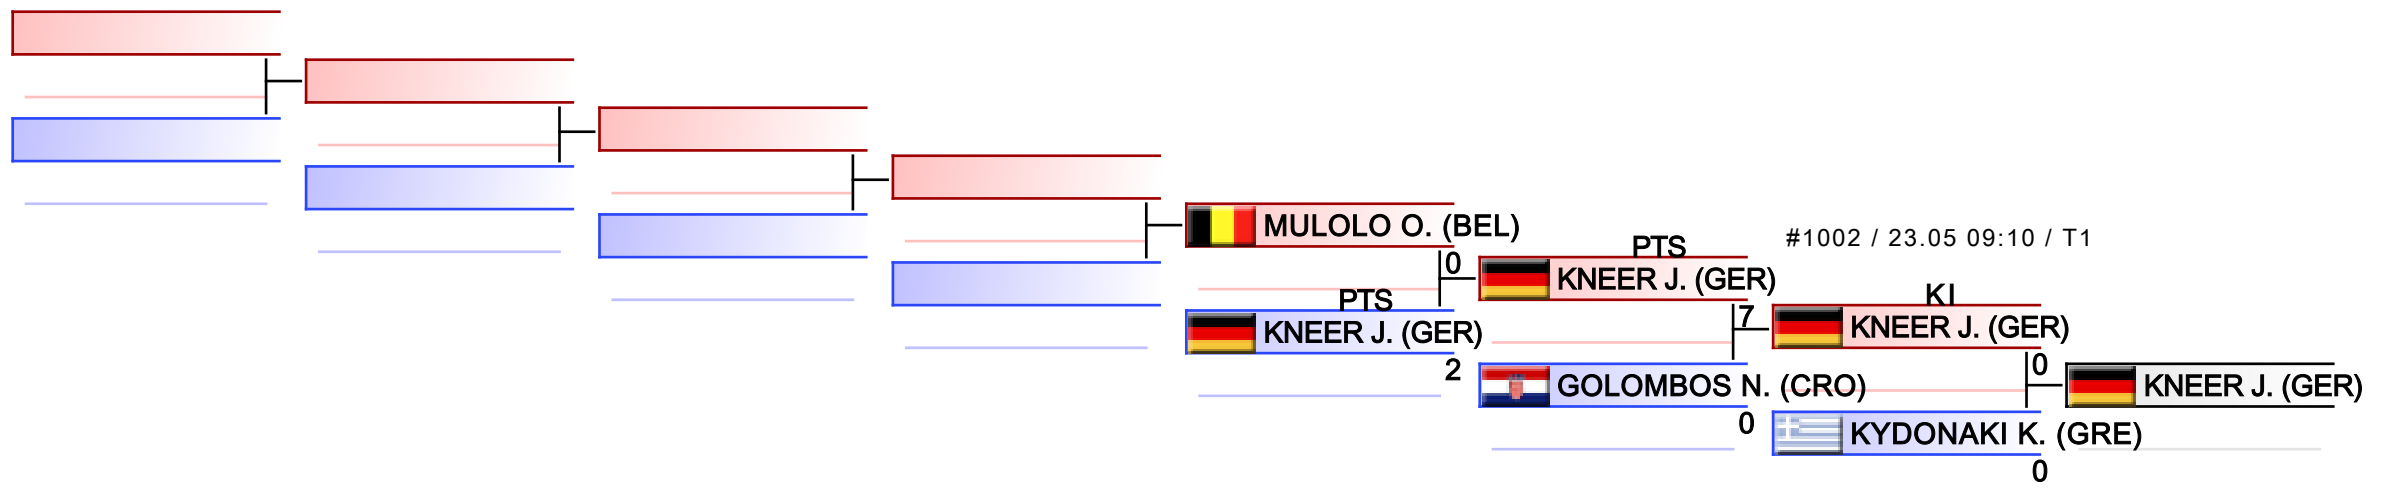 MULOLO O. (BEL)
0
PTS
KNEER J. (GER)
2
PTS
KNEER J. (GER)
7
GOLOMBOS N. (CRO)
0
#1002 / 23.05 09:10 / T1
KI
KNEER J. (GER)
0
KYDONAKI K. (GRE)
0
KNEER J. (GER)